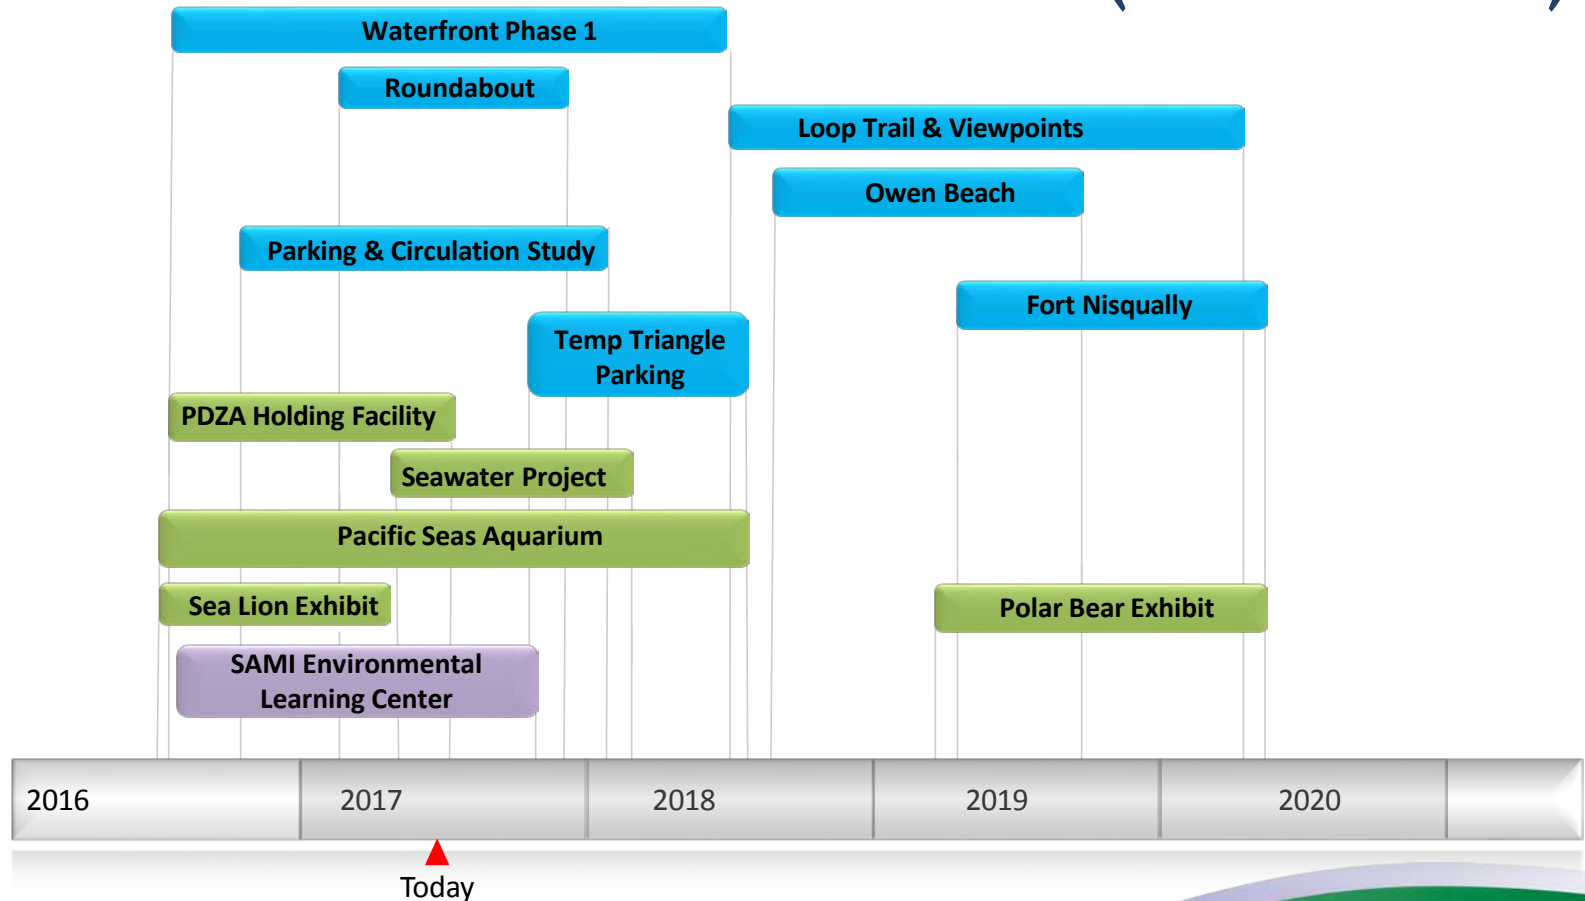 Waterfront Phase 1
Roundabout
Loop Trail & Viewpoints
Owen Beach
Parking & Circulation Study
Fort Nisqually
Temp Triangle
Parking
PDZA Holding Facility
Seawater Project
Pacific Seas Aquarium
Sea Lion Exhibit
Polar Bear Exhibit
SAMI Environmental
Learning Center
2016
2017
2018
2019
2020
Today